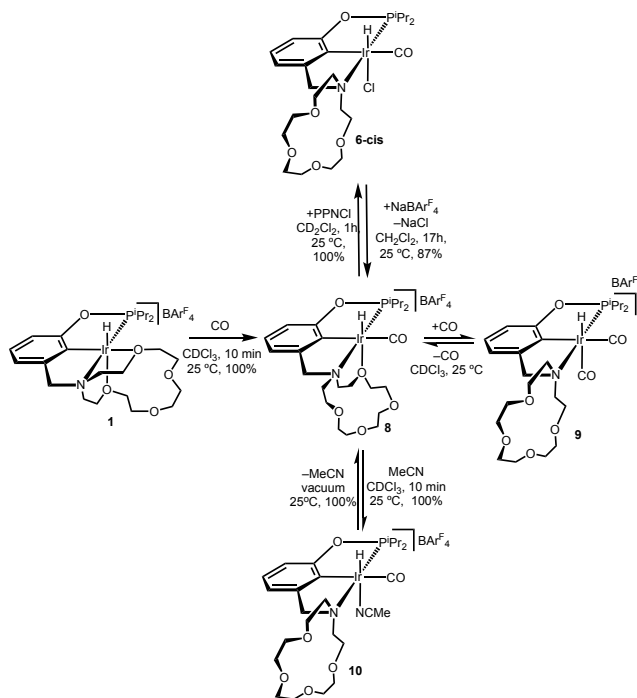 O PⁱPr₂
H
Ir CO
N
Cl
O
O
O
O
6-cis
+PPNCl
CD₂Cl₂, 1h,
25 ºC,
100%
+NaBArF₄
–NaCl
CH₂Cl₂, 17h,
25 ºC, 87%
O PⁱPr₂ BArF₄
H
Ir O
N
O O
O
O
1
CO
CDCl₃, 10 min
25 ºC, 100%
O PⁱPr₂ BArF₄
H
Ir CO
N O
O O
O
8
+CO
–CO
CDCl₃, 25 ºC
O PⁱPr₂ BArF₄
H
Ir CO
N CO
O O
O
O
9
–MeCN
vacuum
25ºC, 100%
MeCN
CDCl₃, 10 min
25 ºC, 100%
O PⁱPr₂ BArF₄
H
Ir CO
N
NCMe
O
O
O
O
10